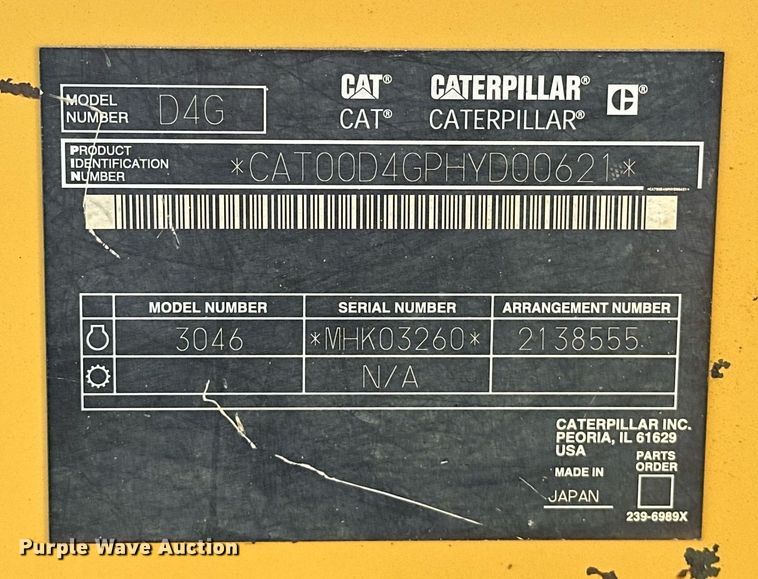 CAT® CATERPILLAR® C®
MODEL NUMBER D4G
CAT® CATERPILLAR®
PRODUCT IDENTIFICATION NUMBER *CAT00D4GPHYD00621*
*CAT00D4GPHYD00621*
MODEL NUMBER SERIAL NUMBER ARRANGEMENT NUMBER
3046 *MHK03260* 2138555
N/A
CATERPILLAR INC.
PEORIA, IL 61629
USA
MADE IN
JAPAN
PARTS
ORDER
239-6989X
Purple Wave Auction